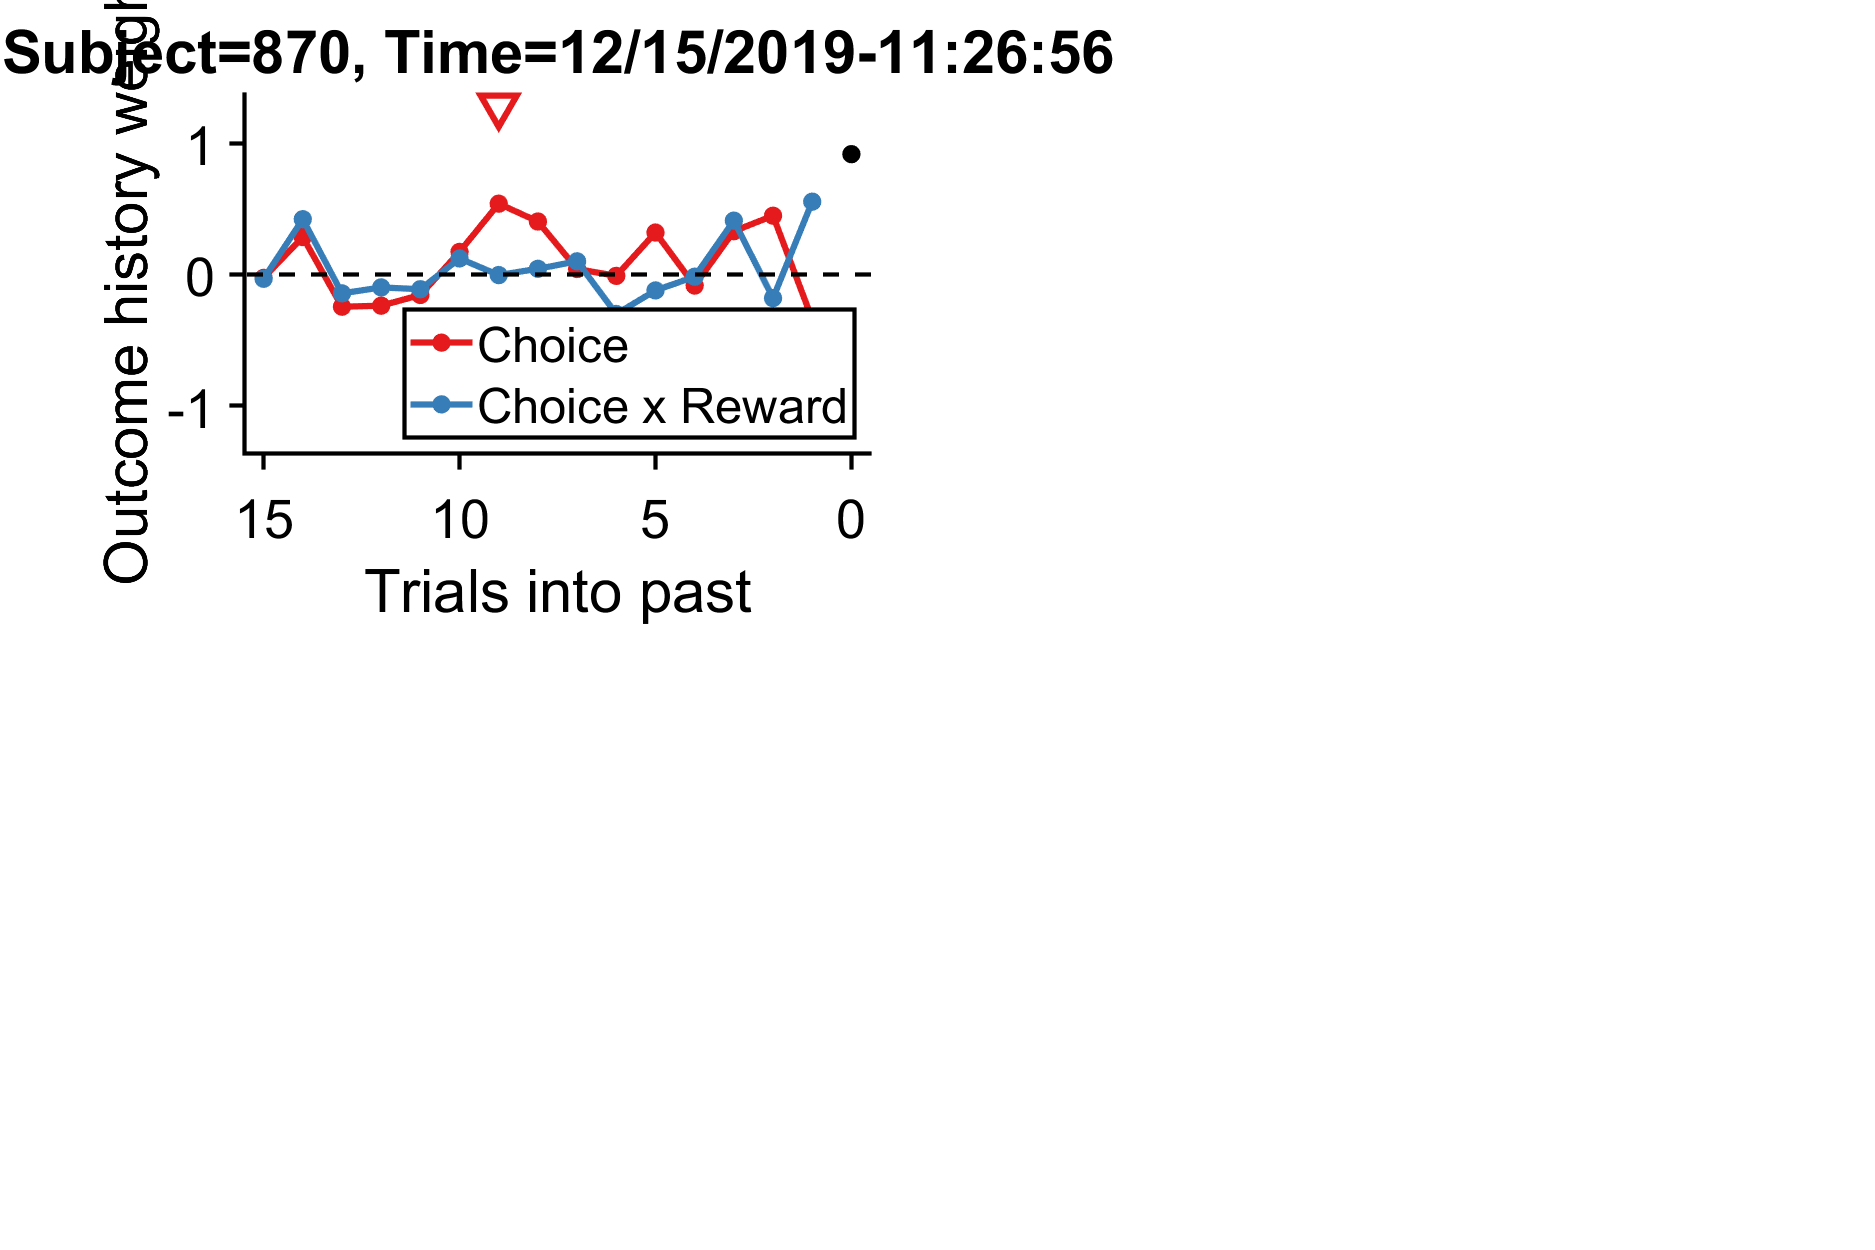 Subject=870, Time=12/15/2019-11:26:56
Outcome history
1
0
-1
Choice
Choice x Reward
15 10 5 0
Trials into past